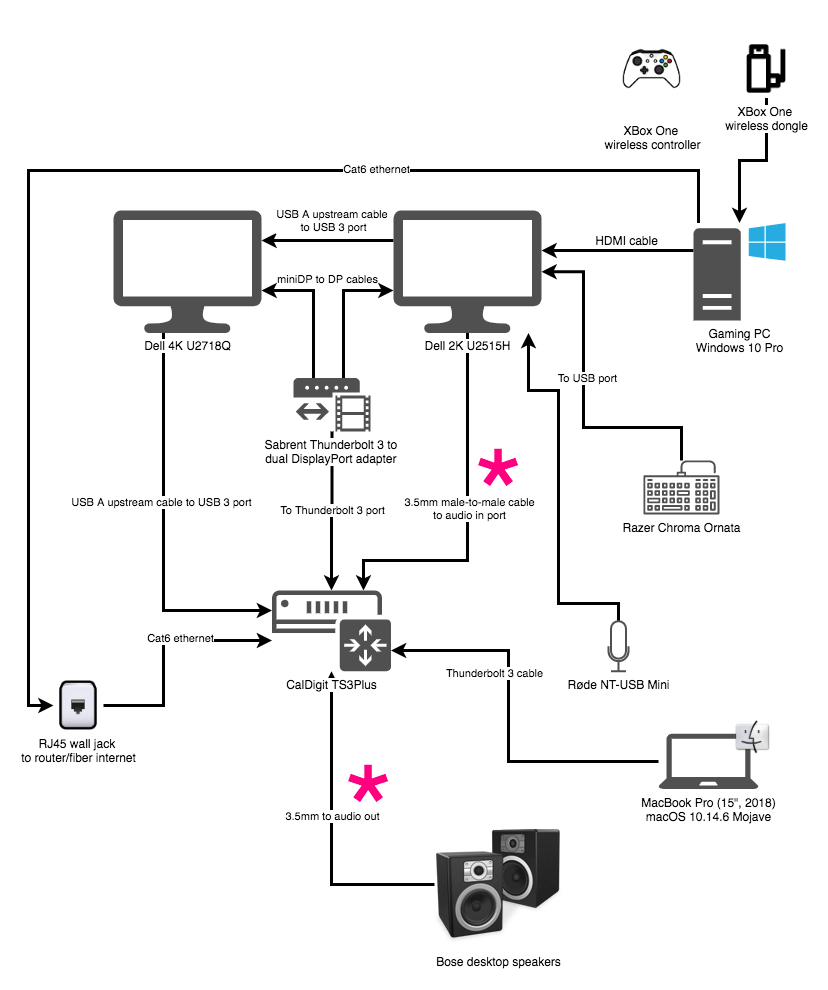 XBox One
wireless controller
XBox One
wireless dongle
Cat6 ethernet
USB A upstream cable
to USB 3 port
HDMI cable
miniDP to DP cables
Dell 4K U2718Q
Dell 2K U2515H
Gaming PC
Windows 10 Pro
To USB port
Sabrent Thunderbolt 3 to
dual DisplayPort adapter
*
USB A upstream cable to USB 3 port
To Thunderbolt 3 port
3.5mm male-to-male cable
to audio in port
Razer Chroma Ornata
Cat6 ethernet
CalDigit TS3Plus
Thunderbolt 3 cable
Røde NT-USB Mini
RJ45 wall jack
to router/fiber internet
*
3.5mm to audio out
MacBook Pro (15", 2018)
macOS 10.14.6 Mojave
Bose desktop speakers